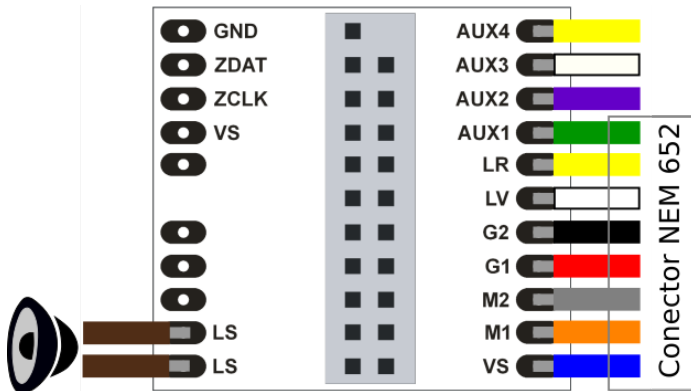 GND AUX4
ZDAT AUX3
ZCLK AUX2
VS AUX1
LR
LV
G2
G1
M2
LS M1
LS VS
Conector NEM 652